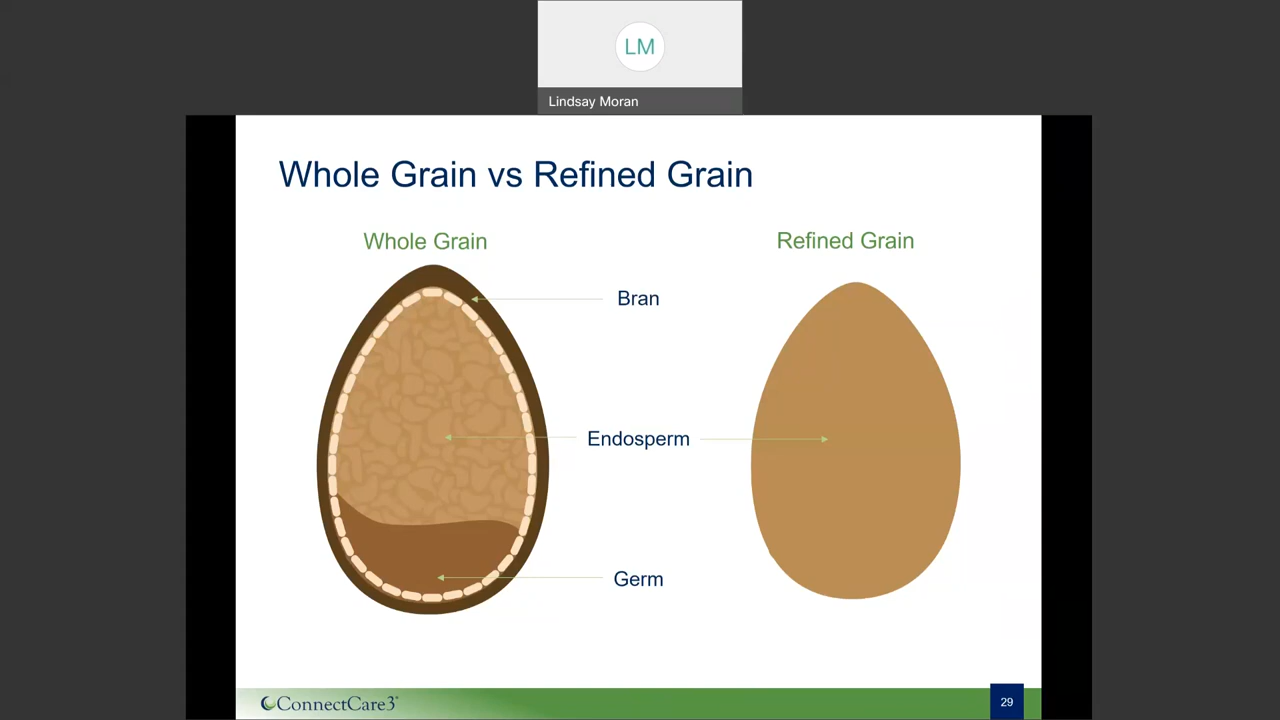 LM
Lindsay Moran
Whole Grain vs Refined Grain
Whole Grain
Refined Grain
Bran
Endosperm
Germ
ConnectCare3
29